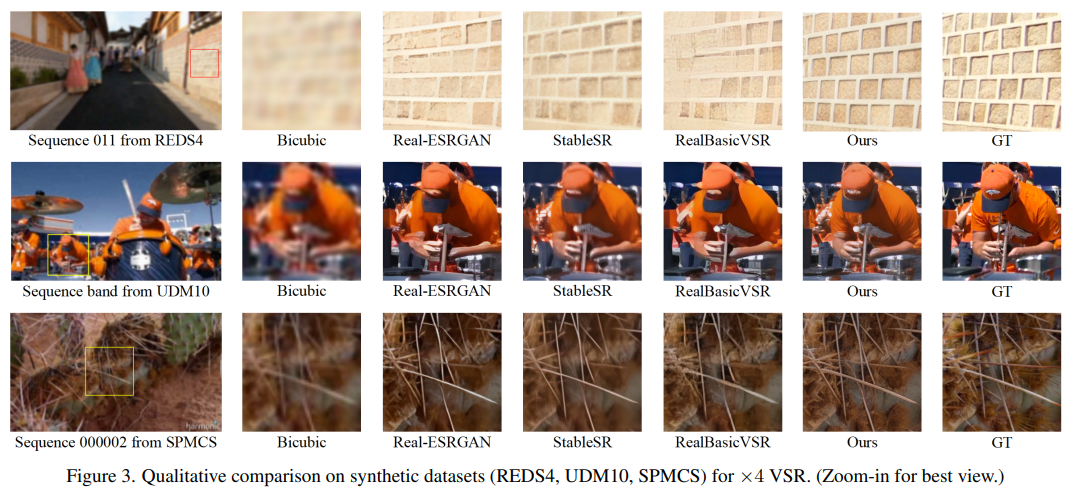 Sequence 011 from REDS4 Bicubic Real-ESRGAN StableSR RealBasicVSR Ours GT
Sequence band from UDM10 Bicubic Real-ESRGAN StableSR RealBasicVSR Ours GT
harmonic
Sequence 000002 from SPMCS Bicubic Real-ESRGAN StableSR RealBasicVSR Ours GT
Figure 3. Qualitative comparison on synthetic datasets (REDS4, UDM10, SPMCS) for ×4 VSR. (Zoom-in for best view.)